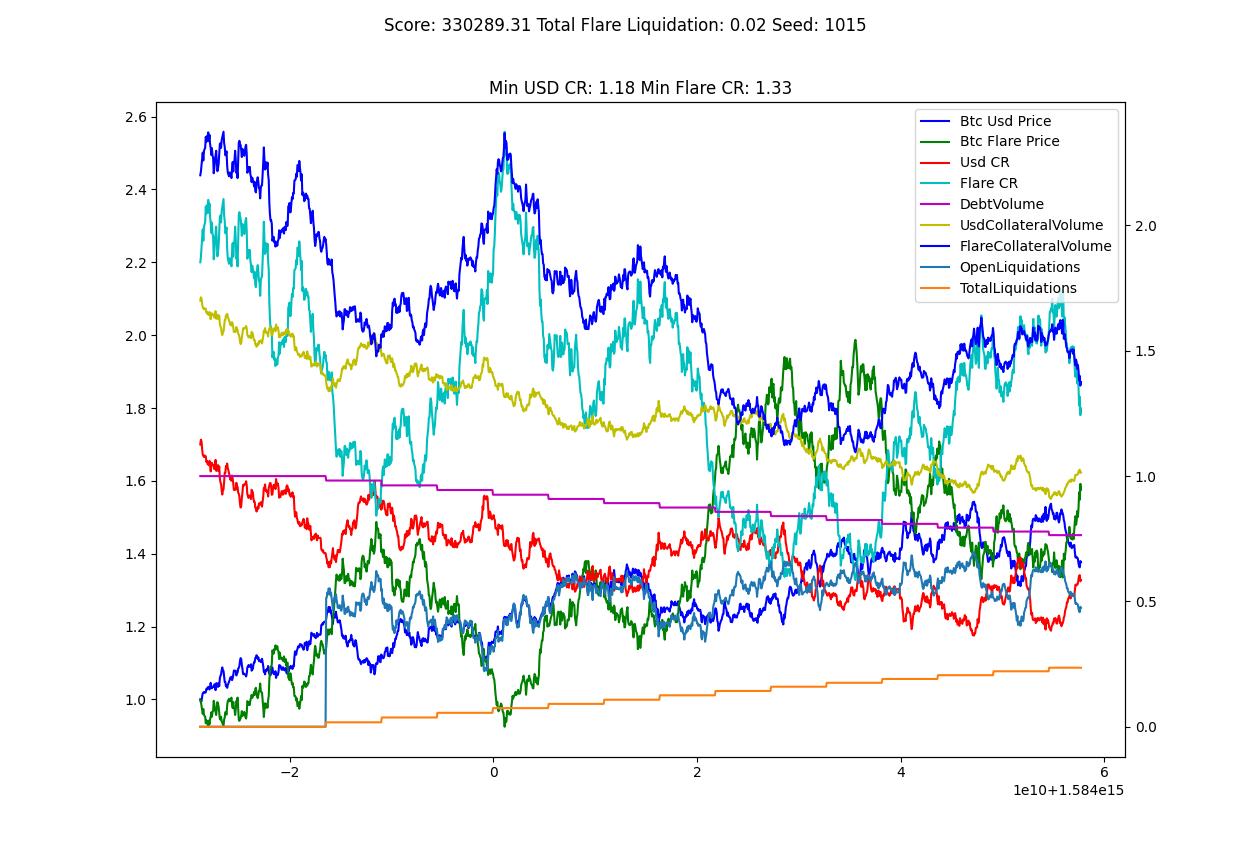 Score: 330289.31 Total Flare Liquidation: 0.02 Seed: 1015
Min USD CR: 1.18 Min Flare CR: 1.33
2.6
2.4
2.2
2.0
1.8
1.6
1.4
1.2
1.0
Btc Usd Price
Btc Flare Price
Usd CR
Flare CR
DebtVolume
UsdCollateralVolume
FlareCollateralVolume
OpenLiquidations
TotalLiquidations
2.0
1.5
1.0
0.5
0.0
−2
0
2
4
6
1e10+1.584e15